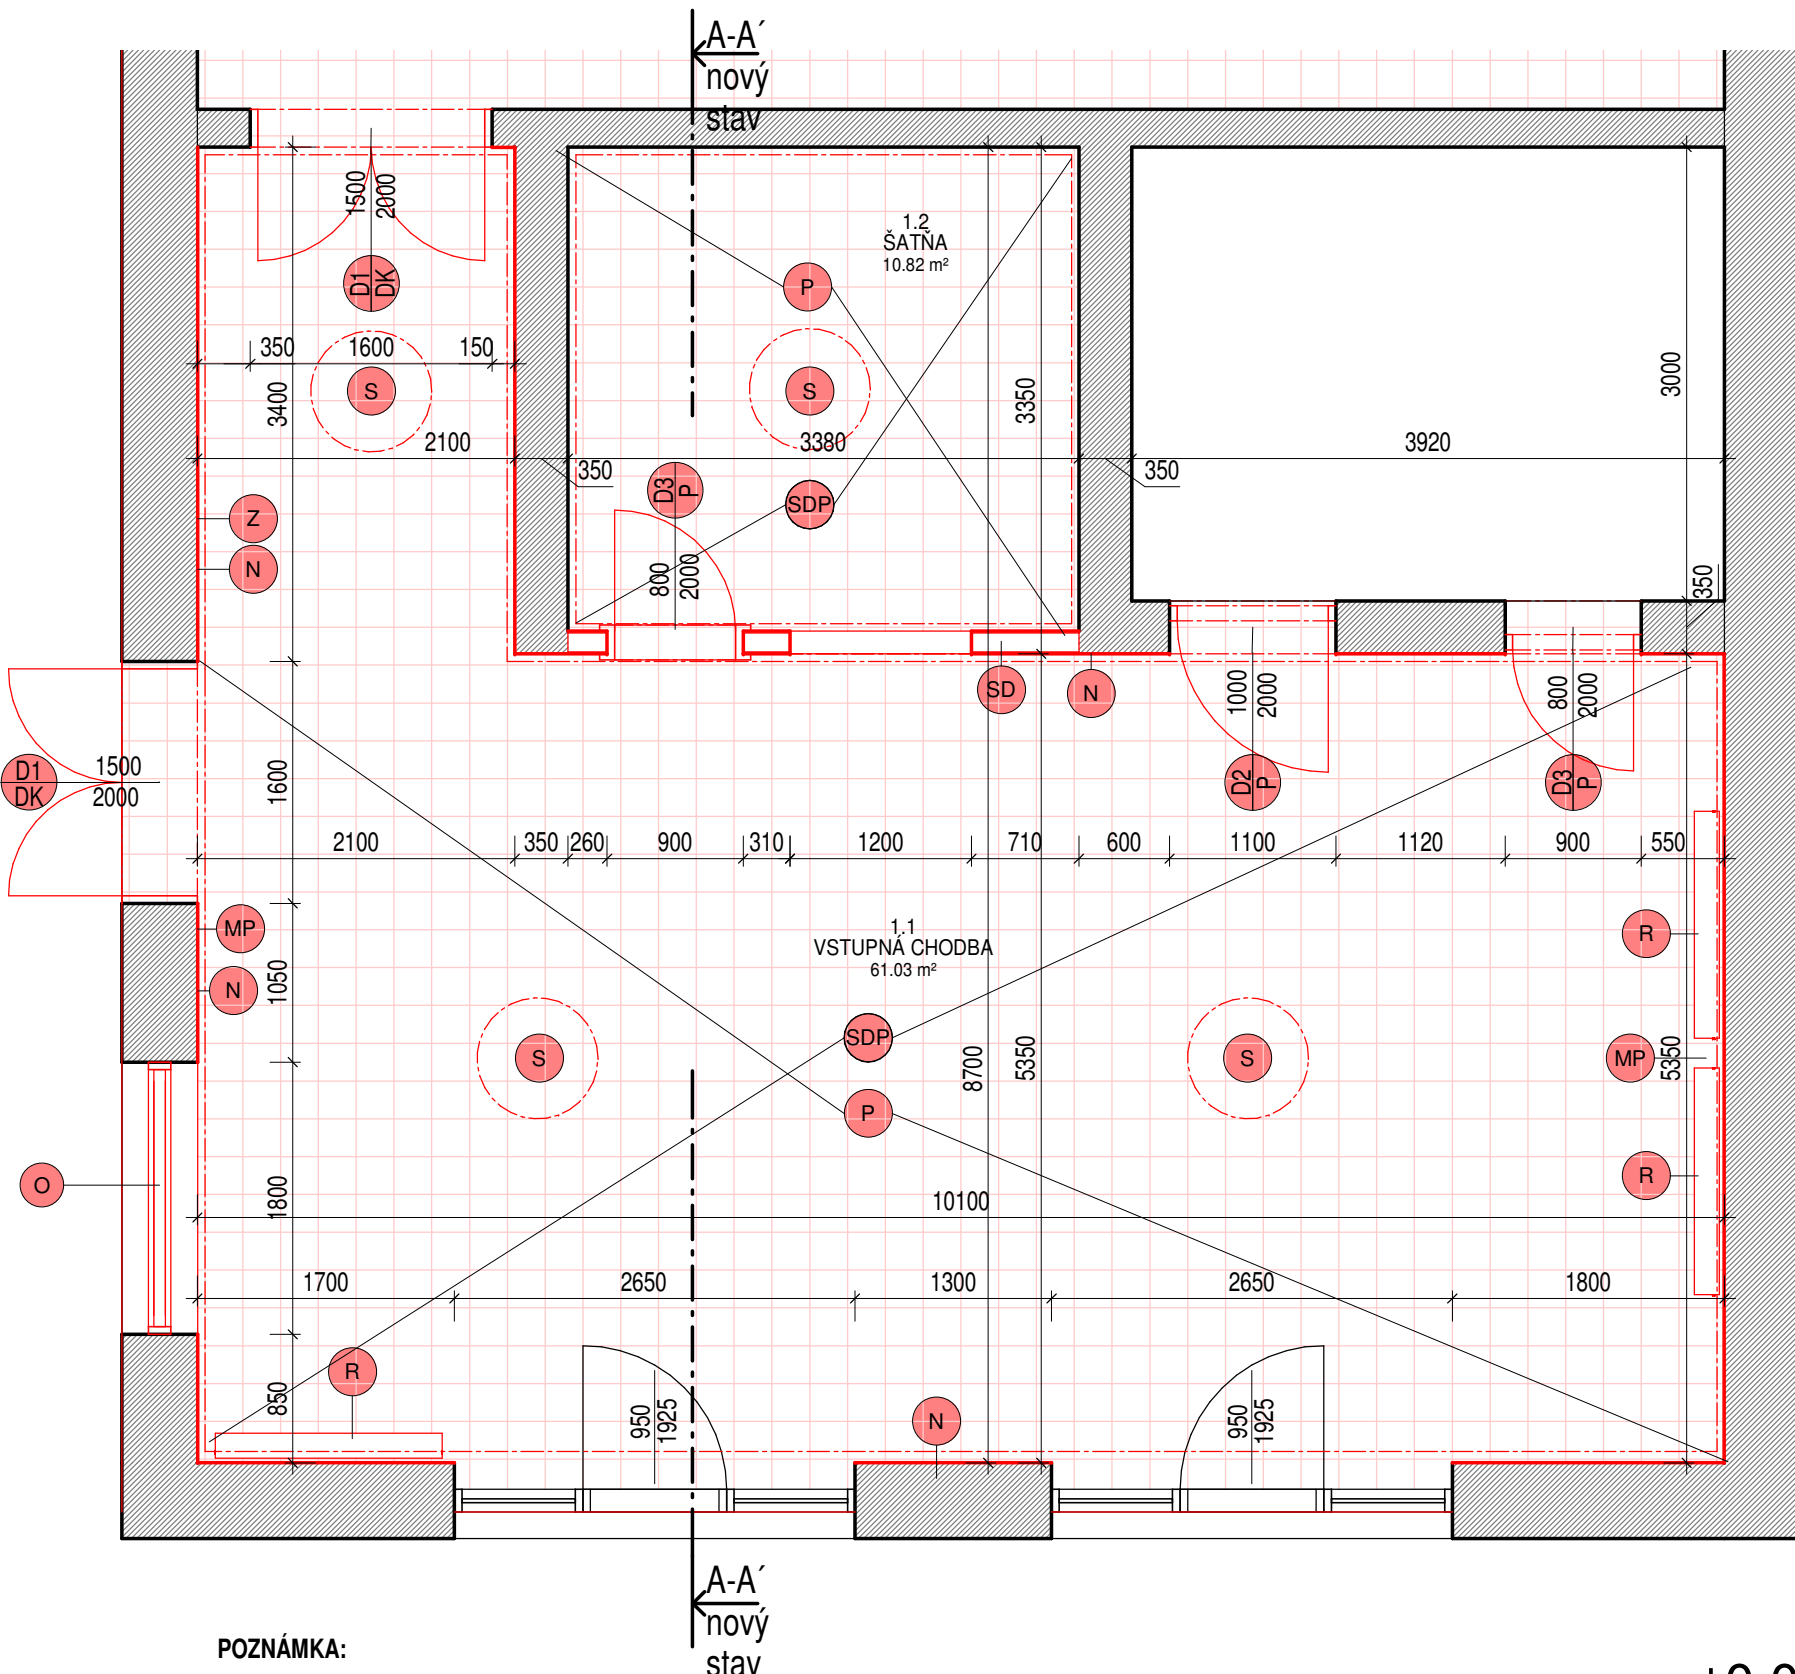 A-A´
nový
stav
1500
2000
D1
DK
1.2
ŠATŇA
10.82 m²
P
350
1600
150
S
S
3400
3350
3000
2100
3380
3920
350
350
D3
P
SDP
Z
N
800
2000
350
SD
N
1000
2000
800
2000
D1
DK
1500
2000
1600
D2
P
D3
P
2100
350
260
900
310
1200
710
600
1100
1120
900
550
MP
N
1050
1.1
VSTUPNÁ CHODBA
61.03 m²
R
SDP
S
S
8700
5350
MP
5350
P
O
1800
R
10100
1700
2650
1300
2650
1800
R
850
950
1925
N
950
1925
A-A´
nový
stav
POZNÁMKA: